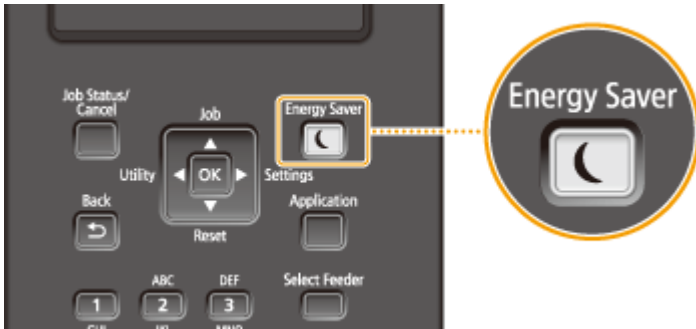 Job Status/
Cancel
Job
Energy Saver
Utility
OK
Settings
Back
Application
Reset
ABC
DEF
Select Feeder
1
2
3
Energy Saver